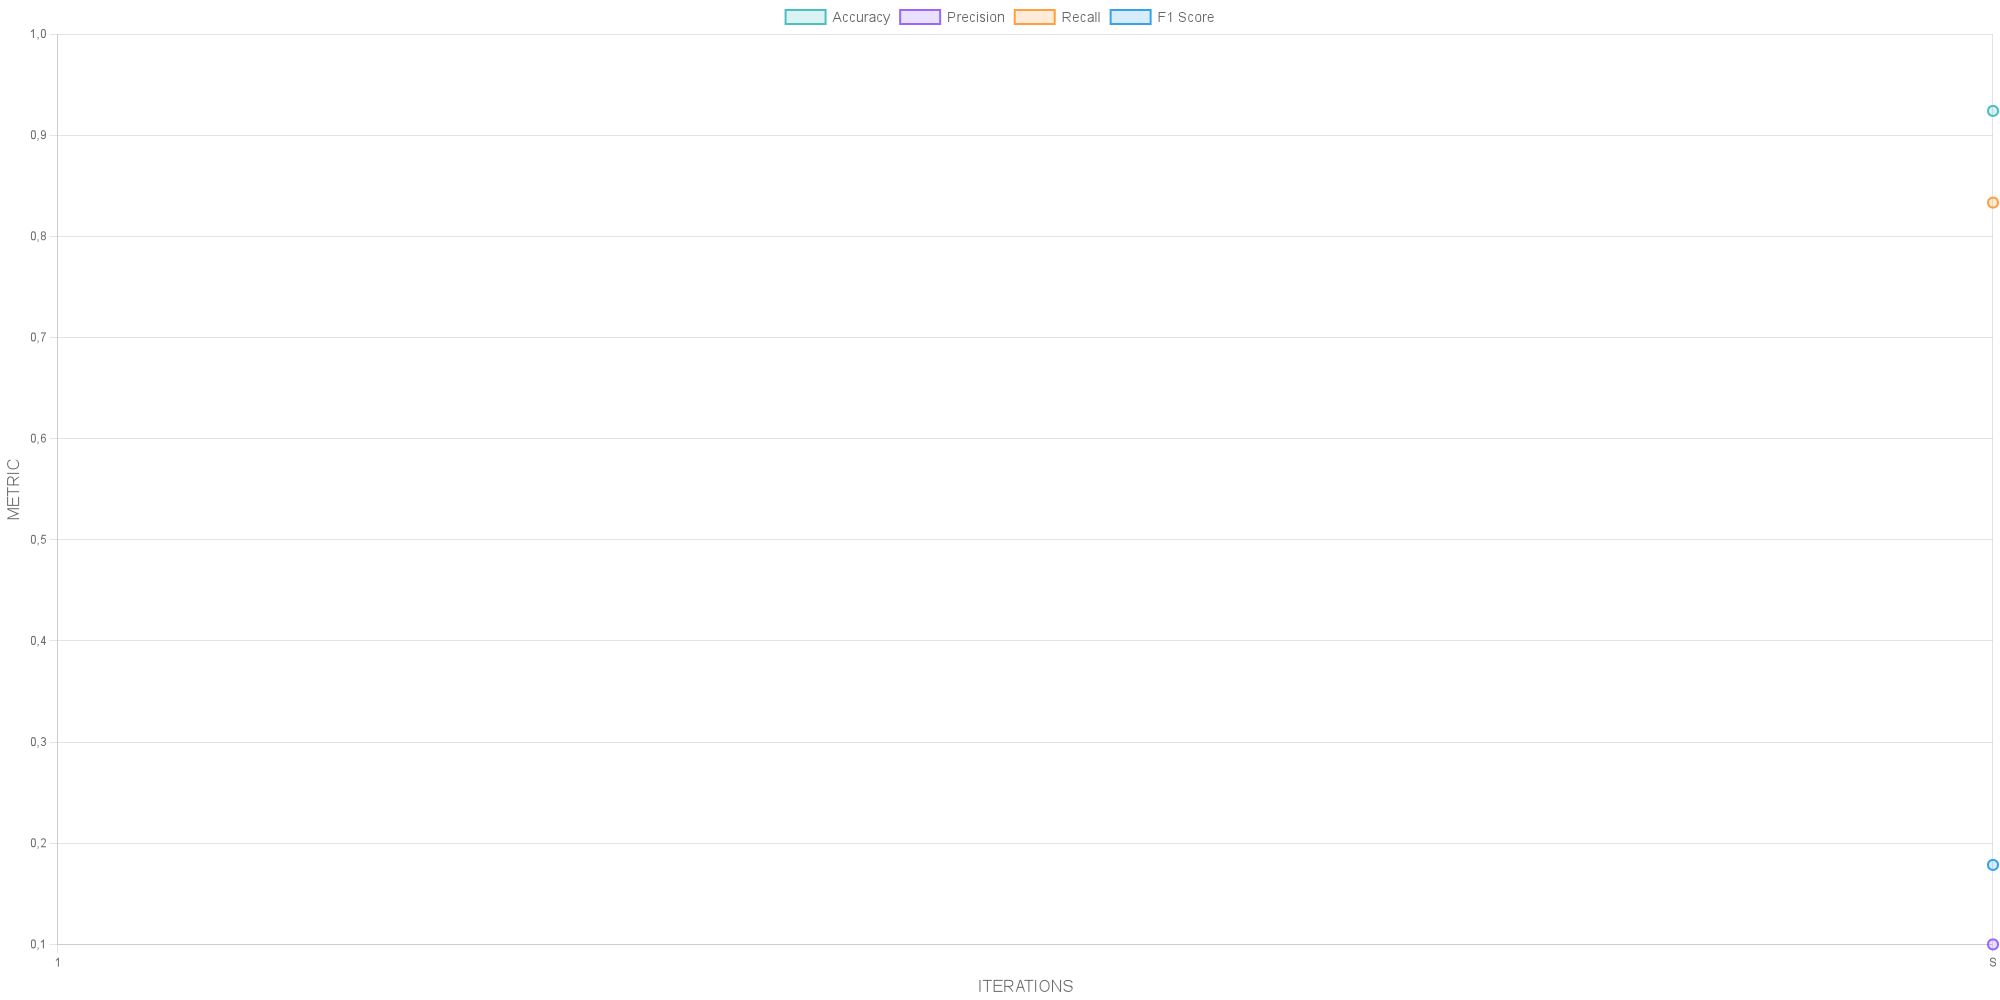 Accuracy Precision Recall F1 Score
1,0
0,9
0,8
0,7
0,6
0,5
0,4
0,3
0,2
0,1
METRIC
1 S
ITERATIONS